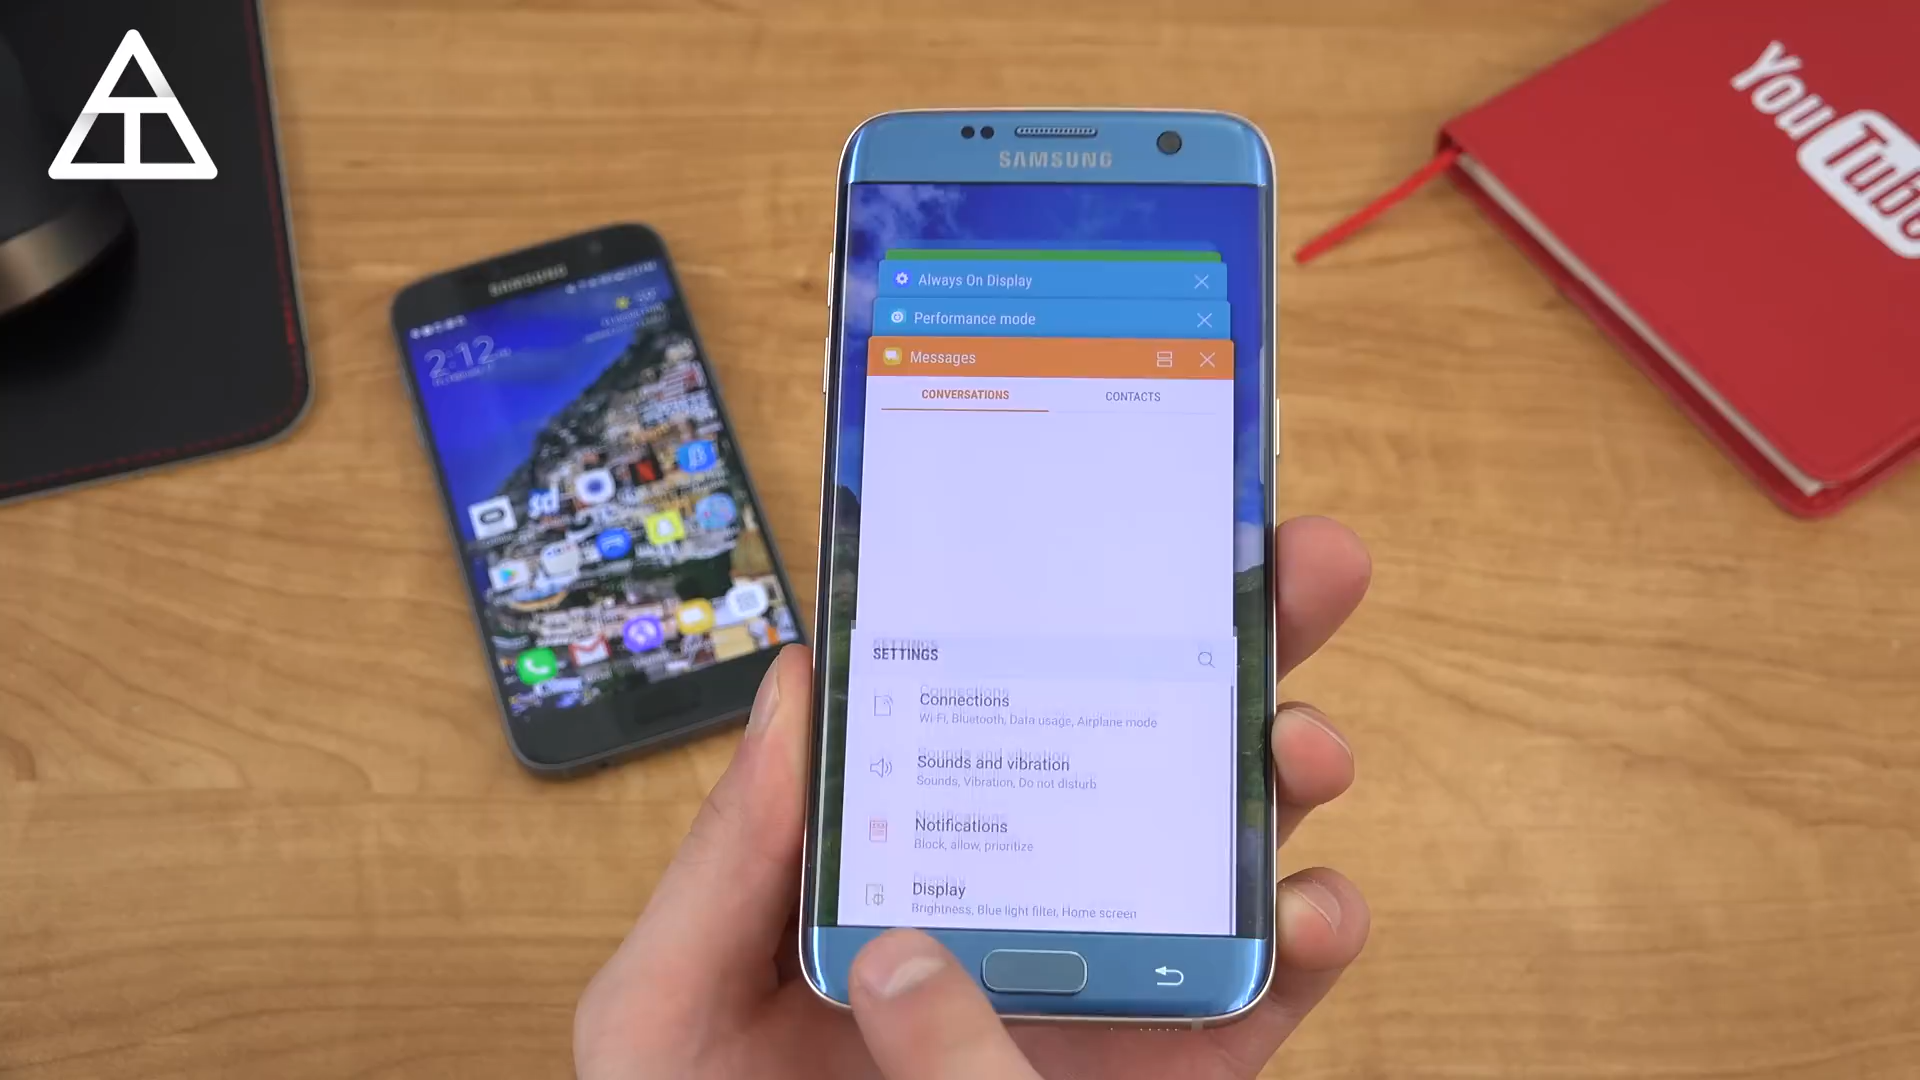 SAMSUNG
Always On Display
Performance mode
Messages
CONVERSATIONS
CONTACTS
SETTINGS
Connections
Wi-Fi, Bluetooth, Data usage, Airplane mode
Sounds and vibration
Sounds, Vibration, Do not disturb
Notifications
Block, allow, prioritize
Display
Brightness, Blue light filter, Home screen
SAMSUNG
2:12
sd
YouTube